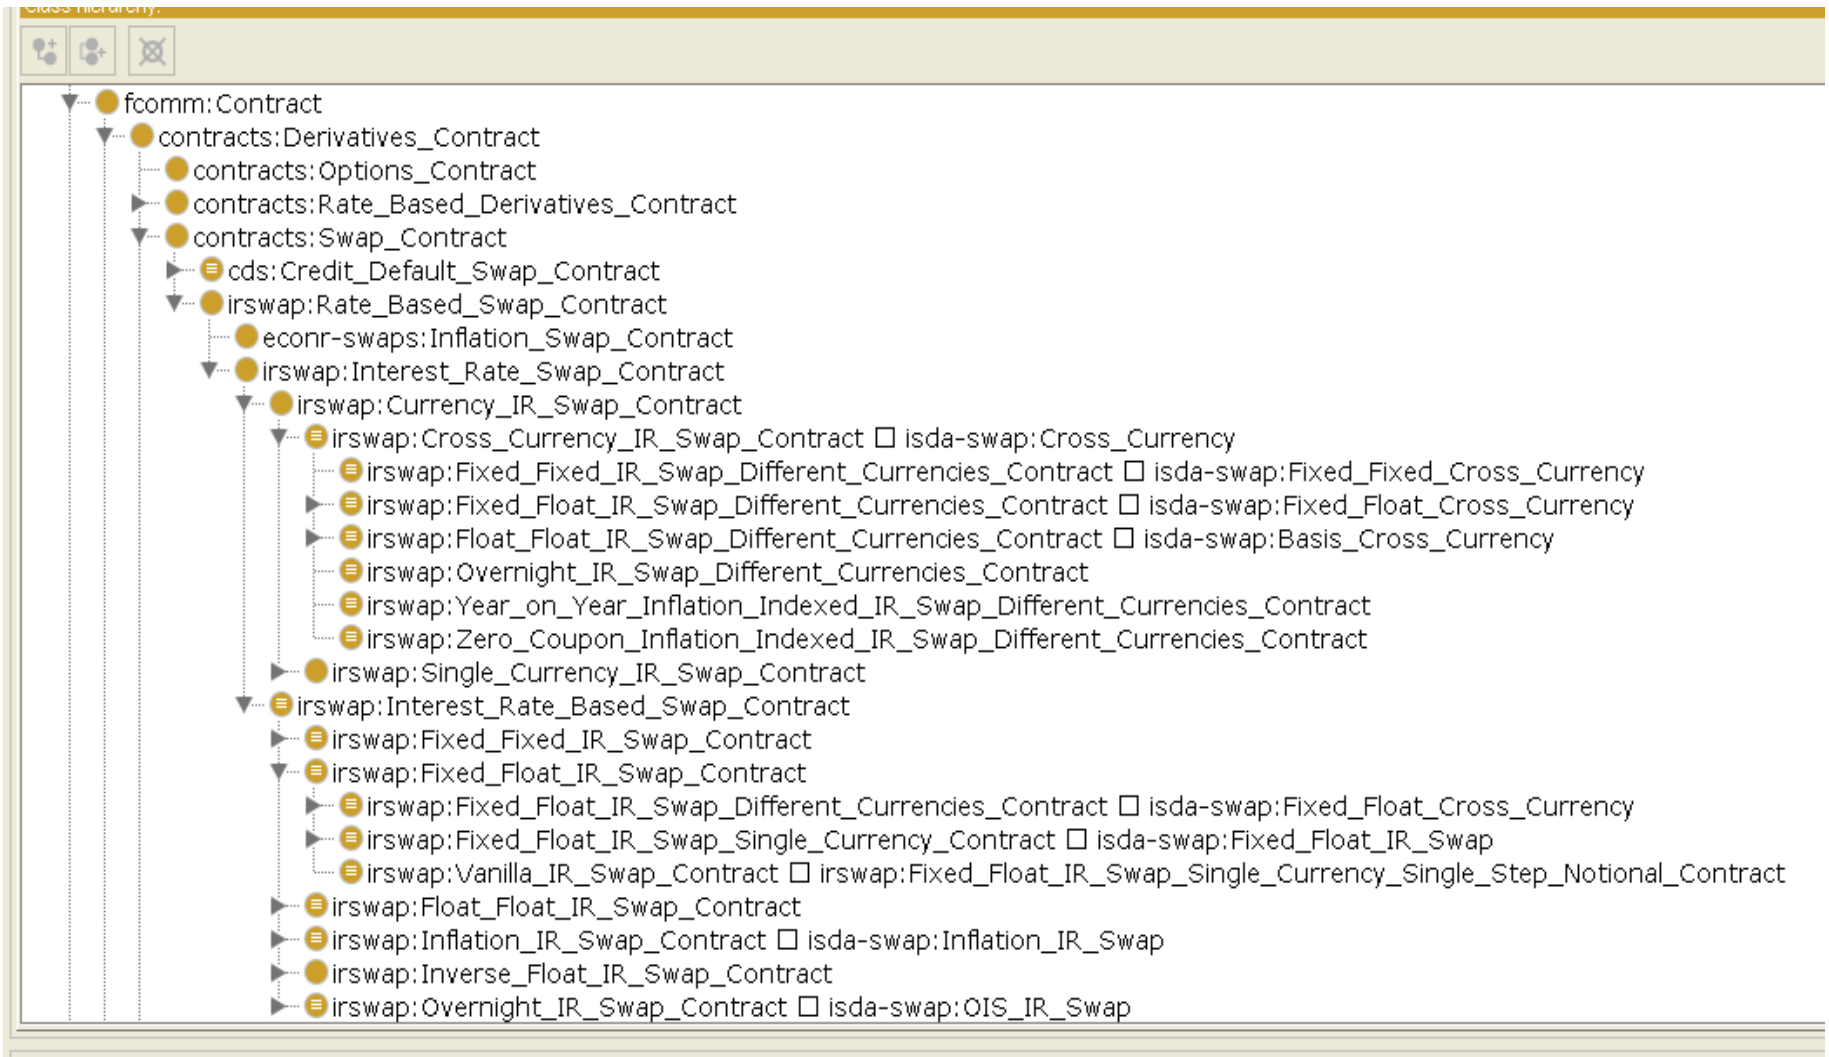 Class hierarchy:
fcomm:Contract
contracts:Derivatives_Contract
contracts:Options_Contract
contracts:Rate_Based_Derivatives_Contract
contracts:Swap_Contract
cds:Credit_Default_Swap_Contract
irswap:Rate_Based_Swap_Contract
econr-swaps:Inflation_Swap_Contract
irswap:Interest_Rate_Swap_Contract
irswap:Currency_IR_Swap_Contract
irswap:Cross_Currency_IR_Swap_Contract □ isda-swap:Cross_Currency
irswap:Fixed_Fixed_IR_Swap_Different_Currencies_Contract □ isda-swap:Fixed_Fixed_Cross_Currency
irswap:Fixed_Float_IR_Swap_Different_Currencies_Contract □ isda-swap:Fixed_Float_Cross_Currency
irswap:Float_Float_IR_Swap_Different_Currencies_Contract □ isda-swap:Basis_Cross_Currency
irswap:Overnight_IR_Swap_Different_Currencies_Contract
irswap:Year_on_Year_Inflation_Indexed_IR_Swap_Different_Currencies_Contract
irswap:Zero_Coupon_Inflation_Indexed_IR_Swap_Different_Currencies_Contract
irswap:Single_Currency_IR_Swap_Contract
irswap:Interest_Rate_Based_Swap_Contract
irswap:Fixed_Fixed_IR_Swap_Contract
irswap:Fixed_Float_IR_Swap_Contract
irswap:Fixed_Float_IR_Swap_Different_Currencies_Contract □ isda-swap:Fixed_Float_Cross_Currency
irswap:Fixed_Float_IR_Swap_Single_Currency_Contract □ isda-swap:Fixed_Float_IR_Swap
irswap:Vanilla_IR_Swap_Contract □ irswap:Fixed_Float_IR_Swap_Single_Currency_Single_Step_Notional_Contract
irswap:Float_Float_IR_Swap_Contract
irswap:Inflation_IR_Swap_Contract □ isda-swap:Inflation_IR_Swap
irswap:Inverse_Float_IR_Swap_Contract
irswap:Overnight_IR_Swap_Contract □ isda-swap:OIS_IR_Swap